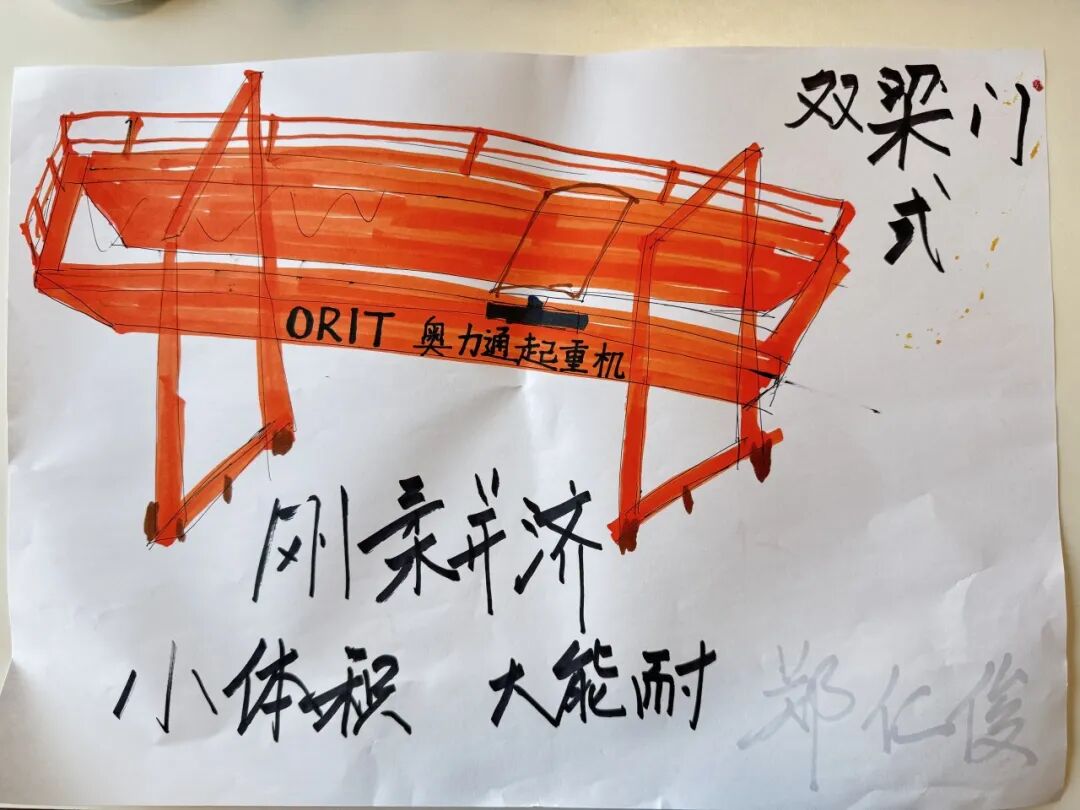 双梁门
式
ORIT 奥力通起重机
刚柔并济
小体积 大能耐
郑仁俊